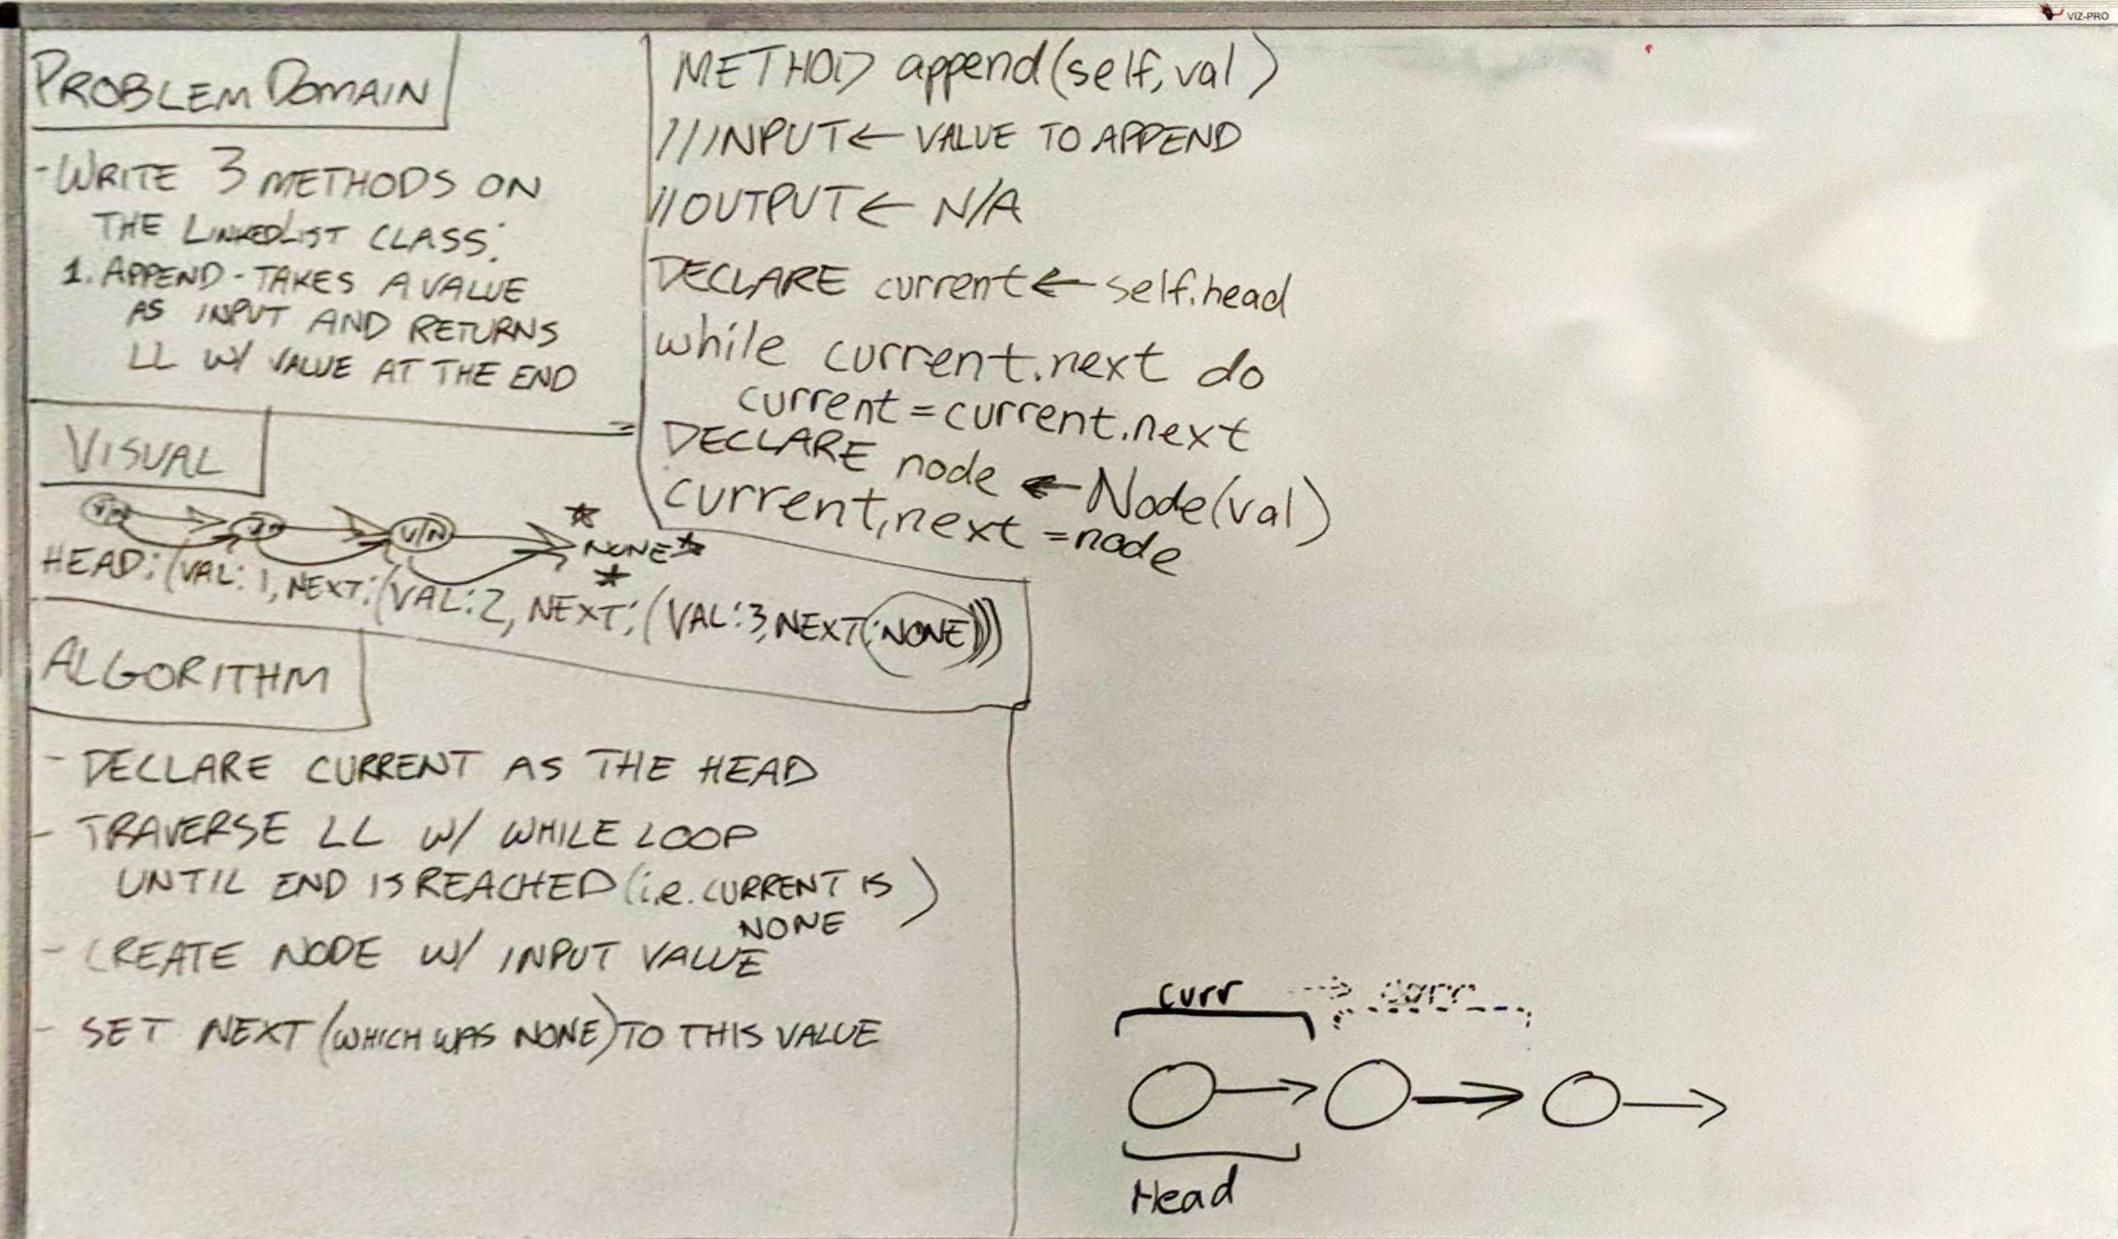 VIZ-PRO
PROBLEM DOMAIN
- WRITE 3 METHODS ON
THE LINKEDLIST CLASS:
1. APPEND - TAKES A VALUE
AS INPUT AND RETURNS
LL W/ VALUE AT THE END
VISUAL
V/N
NONE
HEAD: (VAL: 1, NEXT: (VAL: 2, NEXT: (VAL: 3, NEXT: NONE)))
ALGORITHM
- DECLARE CURRENT AS THE HEAD
- TRAVERSE LL W/ WHILE LOOP
UNTIL END IS REACHED (i.e. CURRENT IS
NONE)
- CREATE NODE W/ INPUT VALUE
- SET NEXT (WHICH WAS NONE) TO THIS VALUE
METHOD append(self, val)
// INPUT ← VALUE TO APPEND
// OUTPUT ← N/A
DECLARE current ← self.head
while current.next do
current = current.next
DECLARE node ← Node(val)
current.next = node
curr curr
Head